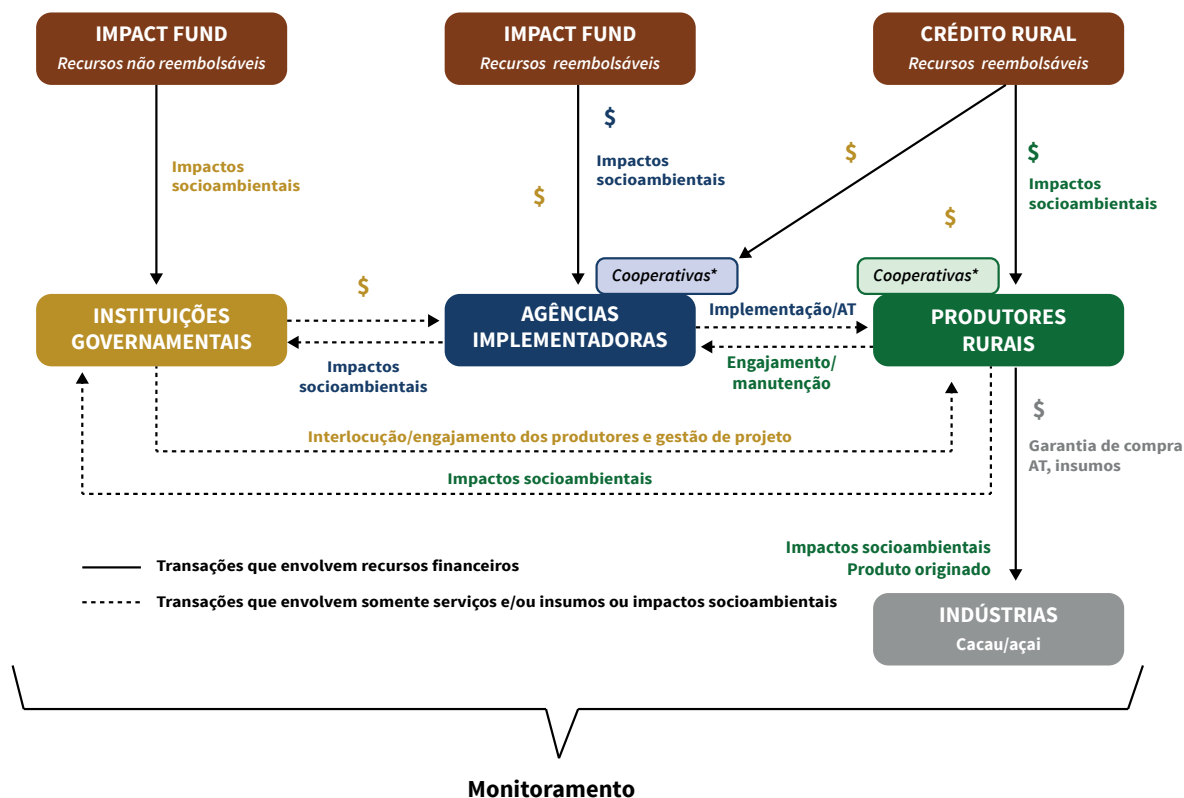 IMPACT FUND
Recursos não reembolsáveis
IMPACT FUND
Recursos reembolsáveis
CRÉDITO RURAL
Recursos reembolsáveis
Impactos
socioambientais
$
$
Impactos
socioambientais
$
$
$
Impactos
socioambientais
Cooperativas*
Cooperativas*
INSTITUIÇÕES
GOVERNAMENTAIS
$
Impactos
socioambientais
AGÊNCIAS
IMPLEMENTADORAS
Implementação/AT
Engajamento/
manutenção
PRODUTORES
RURAIS
$
Garantia de compra
AT, insumos
Interlocução/engajamento dos produtores e gestão de projeto
Impactos socioambientais
Impactos socioambientais
Produto originado
Transações que envolvem recursos financeiros
Transações que envolvem somente serviços e/ou insumos ou impactos socioambientais
INDÚSTRIAS
Cacau/açai
Monitoramento